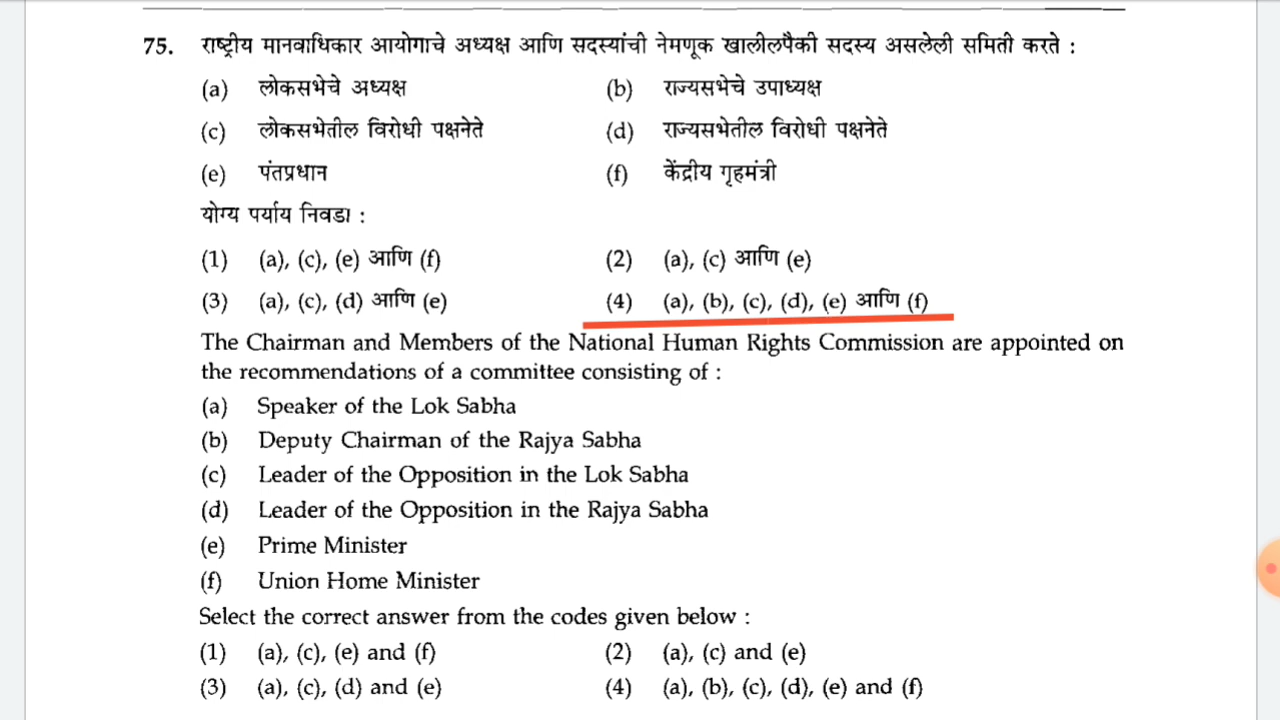 75. राष्ट्रीय मानवाधिकार आयोगाचे अध्यक्ष आणि सदस्यांची नेमणूक खालीलपैकी सदस्य असलेली समिती करते :
(a) लोकसभेचे अध्यक्ष (b) राज्यसभेचे उपाध्यक्ष
(c) लोकसभेतील विरोधी पक्षनेते (d) राज्यसभेतील विरोधी पक्षनेते
(e) पंतप्रधान (f) केंद्रीय गृहमंत्री
योग्य पर्याय निवडा :
(1) (a), (c), (e) आणि (f) (2) (a), (c) आणि (e)
(3) (a), (c), (d) आणि (e) (4) (a), (b), (c), (d), (e) आणि (f)
The Chairman and Members of the National Human Rights Commission are appointed on
the recommendations of a committee consisting of :
(a) Speaker of the Lok Sabha
(b) Deputy Chairman of the Rajya Sabha
(c) Leader of the Opposition in the Lok Sabha
(d) Leader of the Opposition in the Rajya Sabha
(e) Prime Minister
(f) Union Home Minister
Select the correct answer from the codes given below :
(1) (a), (c), (e) and (f) (2) (a), (c) and (e)
(3) (a), (c), (d) and (e) (4) (a), (b), (c), (d), (e) and (f)